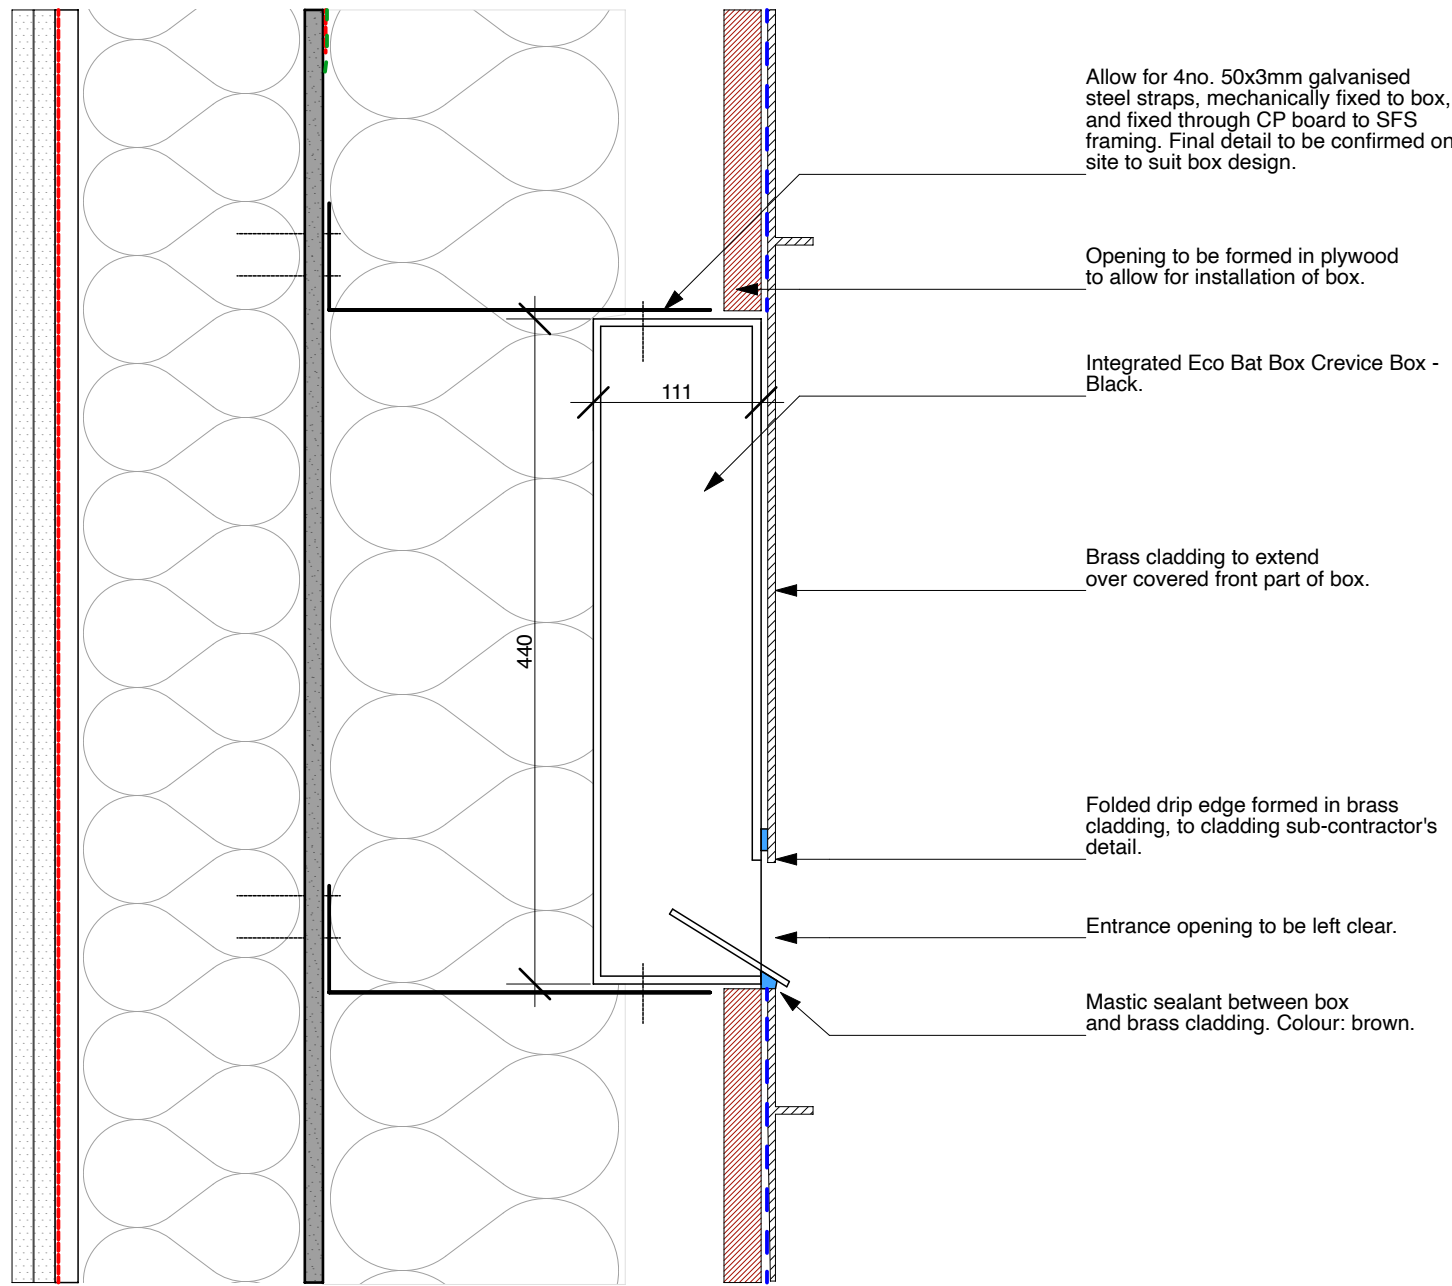 Allow for 4no. 50x3mm galvanised
steel straps, mechanically fixed to box,
and fixed through CP board to SFS
framing. Final detail to be confirmed on
site to suit box design.
Opening to be formed in plywood
to allow for installation of box.
Integrated Eco Bat Box Crevice Box -
Black.
111
Brass cladding to extend
over covered front part of box.
440
Folded drip edge formed in brass
cladding, to cladding sub-contractor's
detail.
Entrance opening to be left clear.
Mastic sealant between box
and brass cladding. Colour: brown.